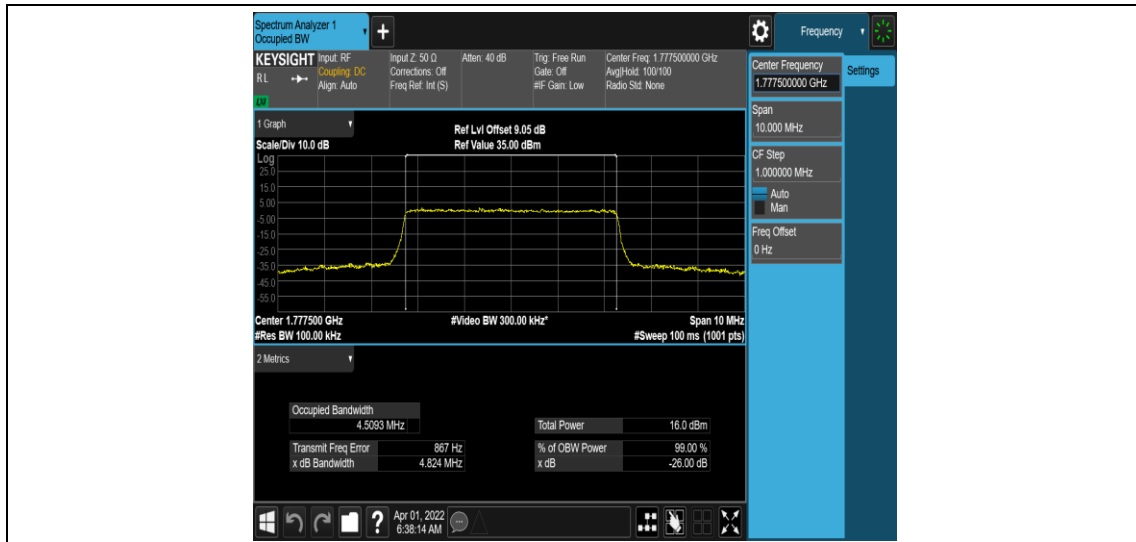 Spectrum Analyzer 1
Occupied BW
+
Frequency
KEYSIGHT Input: RF Input Z: 50 Ω Atten: 40 dB Trig: Free Run Center Freq: 1.777500000 GHz
RL Coupling: DC Corrections: Off Gate: Off Avg|Hold: 100/100
Align: Auto Freq Ref: Int (S) #IF Gain: Low Radio Std: None
LXI
Center Frequency
1.777500000 GHz
Settings
Span
10.000 MHz
CF Step
1.000000 MHz
Auto
Man
Freq Offset
0 Hz
1 Graph
Ref Lvl Offset 9.05 dB
Scale/Div 10.0 dB Ref Value 35.00 dBm
Log
25.0
15.0
5.00
-5.00
-15.0
-25.0
-35.0
-45.0
-55.0
Center 1.777500 GHz #Video BW 300.00 kHz* Span 10 MHz
#Res BW 100.00 kHz #Sweep 100 ms (1001 pts)
2 Metrics
Occupied Bandwidth
4.5093 MHz Total Power 16.0 dBm
Transmit Freq Error 867 Hz % of OBW Power 99.00 %
x dB Bandwidth 4.824 MHz x dB -26.00 dB
? Apr 01, 2022
6:38:14 AM